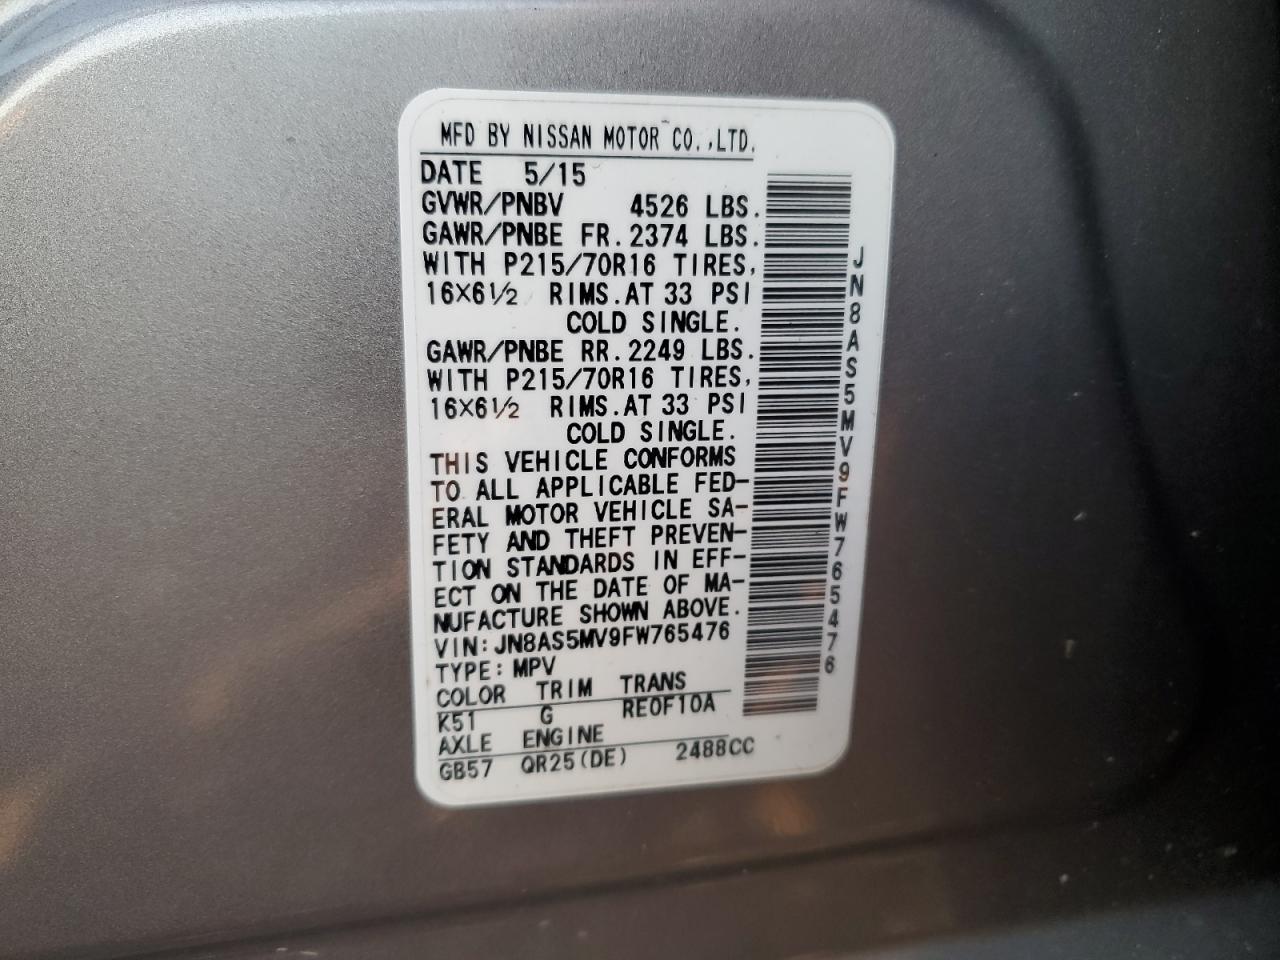 MFD BY NISSAN MOTOR CO.,LTD.
DATE 5/15
GVWR/PNBV 4526 LBS.
GAWR/PNBE FR.2374 LBS.
WITH P215/70R16 TIRES,
16×6½ RIMS.AT 33 PSI
COLD SINGLE.
GAWR/PNBE RR.2249 LBS.
WITH P215/70R16 TIRES,
16×6½ RIMS.AT 33 PSI
COLD SINGLE.
THIS VEHICLE CONFORMS
TO ALL APPLICABLE FED-
ERAL MOTOR VEHICLE SA-
FETY AND THEFT PREVEN-
TION STANDARDS IN EFF-
ECT ON THE DATE OF MA-
NUFACTURE SHOWN ABOVE.
VIN:JN8AS5MV9FW765476
TYPE:MPV
COLOR TRIM TRANS
K51 G RE0F10A
AXLE ENGINE
GB57 QR25(DE) 2488CC
JN8AS5MV9FW765476